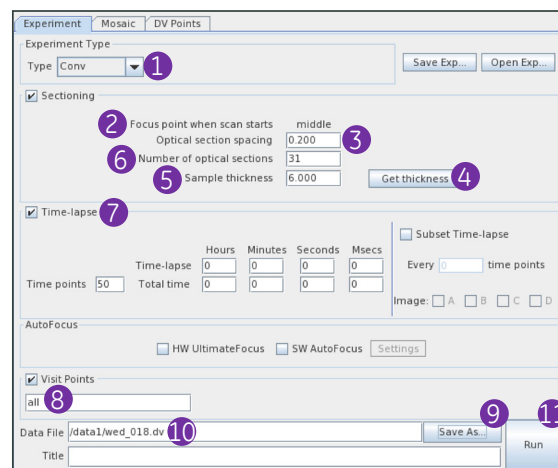 Experiment Mosaic DV Points
Experiment Type
Type Conv 1 Save Exp... Open Exp...
Sectioning
2 Focus point when scan starts middle
Optical section spacing 0.200 3
6 Number of optical sections 31
5 Sample thickness 6.000 Get thickness 4
Time-lapse 7
Subset Time-lapse
Hours Minutes Seconds Msecs
Time-lapse 0 0 0 0 Every 0 time points
Time points 50 Total time 0 0 0 0
Image: A B C D
AutoFocus
HW UltimateFocus SW AutoFocus Settings
Visit Points
all 8
Data File /data1/wed_018.dv 10 Save As... 9 Run 11
Title